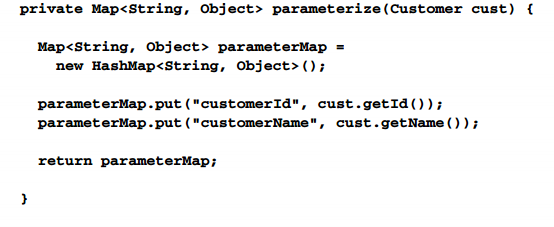 private Map<String, Object> parameterize(Customer cust) {
Map<String, Object> parameterMap =
new HashMap<String, Object>();
parameterMap.put("customerId", cust.getId());
parameterMap.put("customerName", cust.getName());
return parameterMap;
}